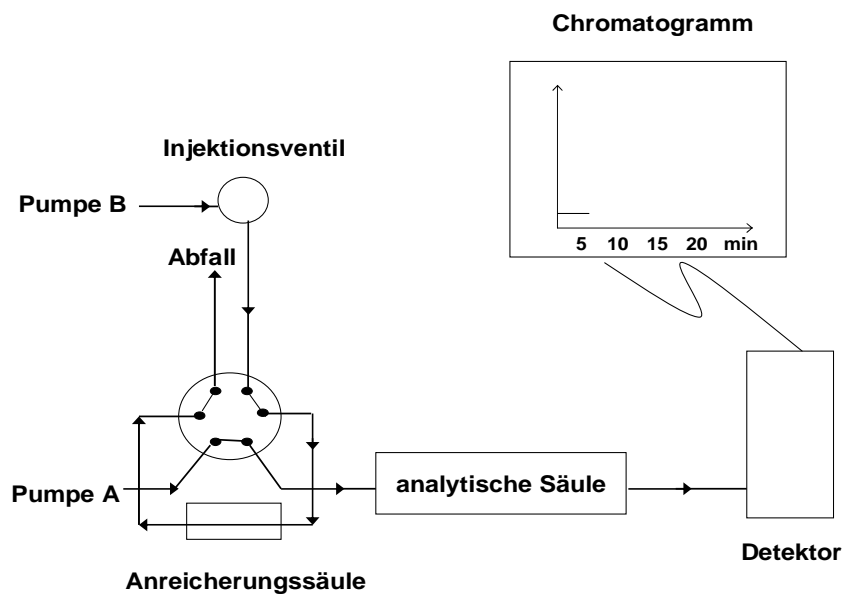 Chromatogramm
Injektionsventil
Pumpe B
Abfall
5 10 15 20 min
Pumpe A
analytische Säule
Detektor
Anreicherungssäule